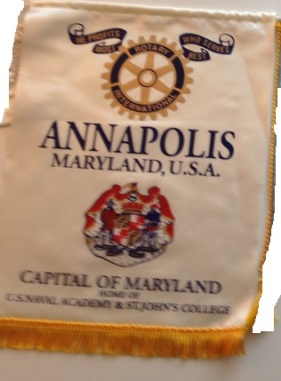 HE PROFITS MOST WHO SERVES BEST
ROTARY
INTERNATIONAL
ANNAPOLIS
MARYLAND, U.S.A.
CAPITAL OF MARYLAND
HOME OF
U.S.NAVAL ACADEMY & ST.JOHN'S COLLEGE